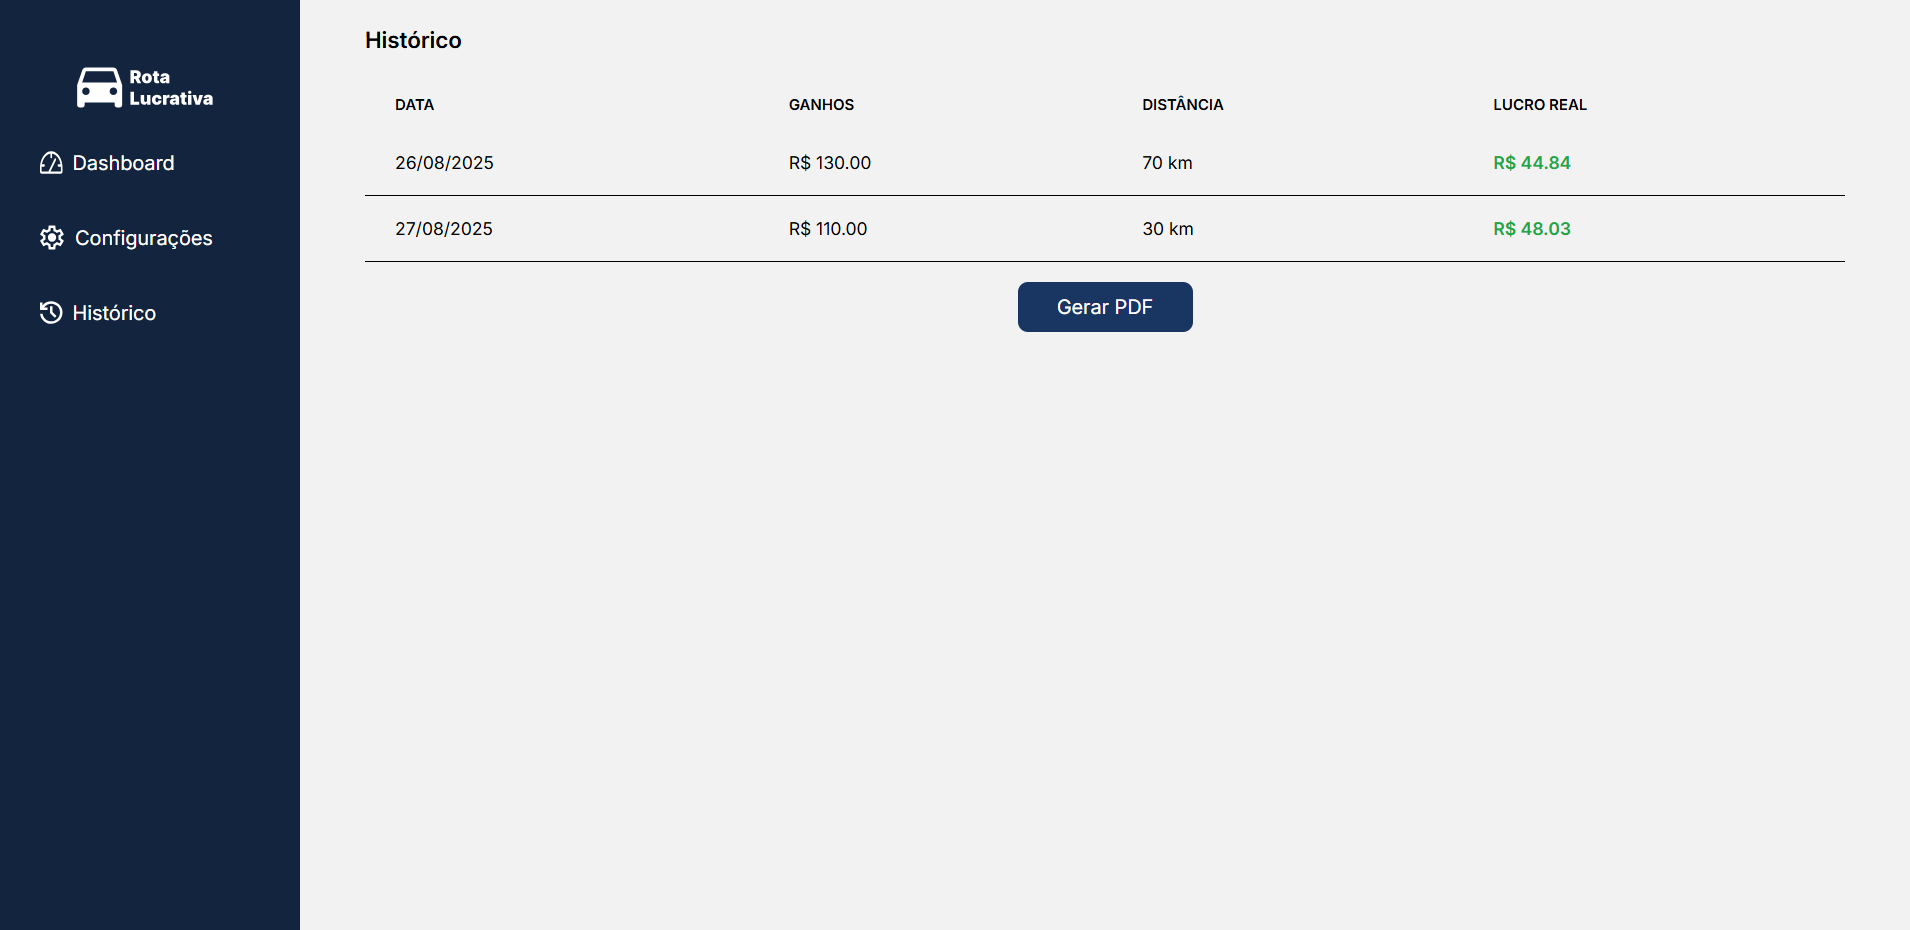 Rota
Lucrativa
Dashboard
Configurações
Histórico
Histórico
DATA GANHOS DISTÂNCIA LUCRO REAL
26/08/2025 R$ 130.00 70 km R$ 44.84
27/08/2025 R$ 110.00 30 km R$ 48.03
Gerar PDF